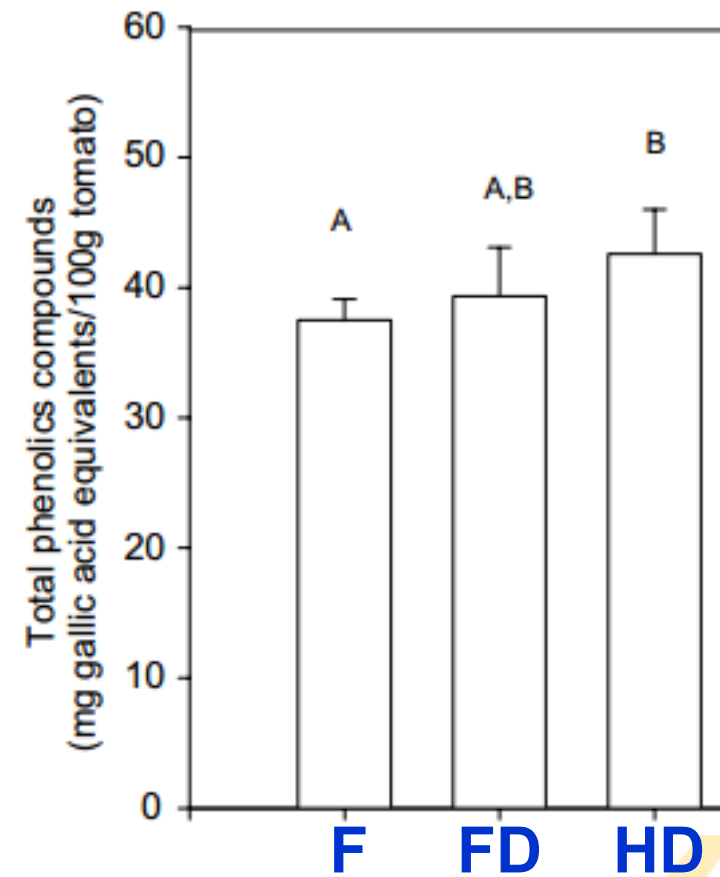 Total phenolics compounds
(mg gallic acid equivalents/100g tomato)
60
50
40
30
20
10
0
A
A,B
B
F
FD
HD